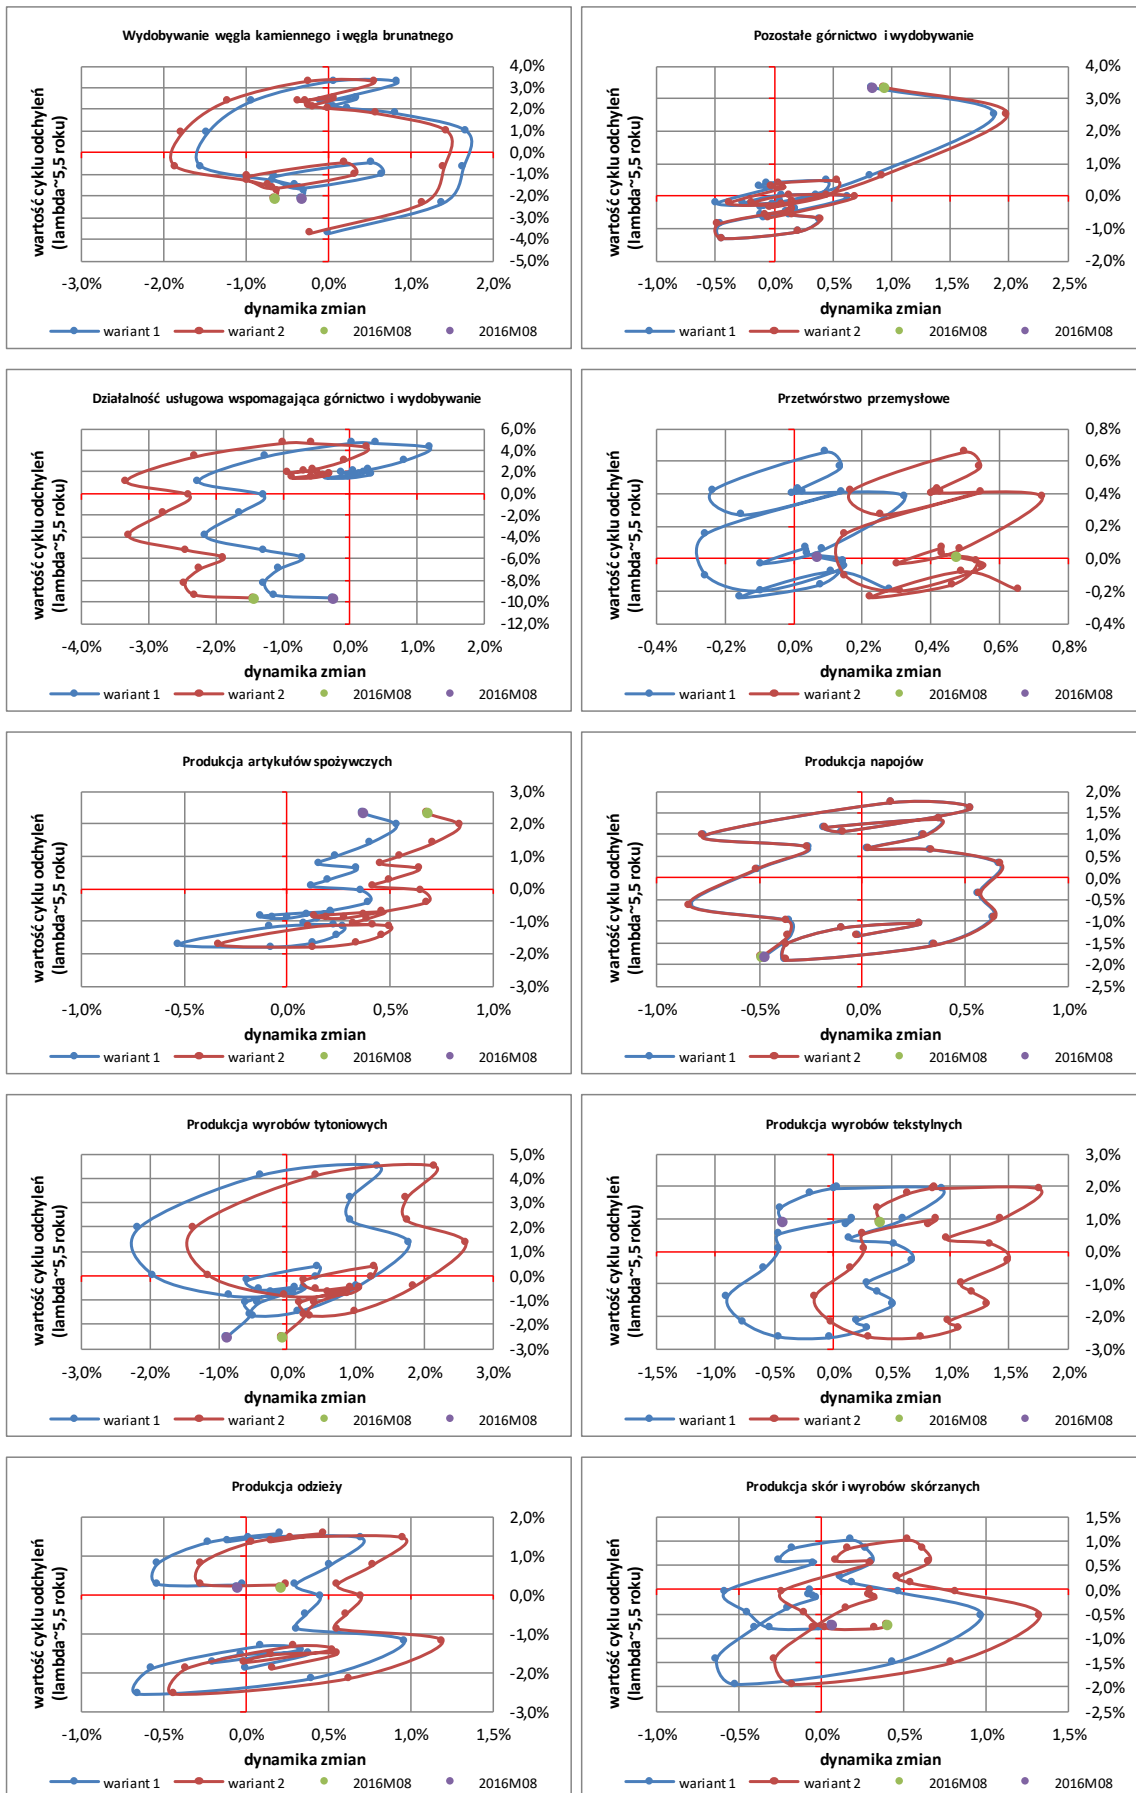 Wydobywanie węgla kamiennego i węgla brunatnego
wartość cyklu odchyleń
(lambda~5,5 roku)
4,0%
3,0%
2,0%
1,0%
0,0%
-1,0%
-2,0%
-3,0%
-4,0%
-5,0%
-3,0% -2,0% -1,0% 0,0% 1,0% 2,0%
dynamika zmian
wariant 1 wariant 2 2016M08 2016M08
Pozostałe górnictwo i wydobywanie
wartość cyklu odchyleń
(lambda~5,5 roku)
4,0%
3,0%
2,0%
1,0%
0,0%
-1,0%
-2,0%
-1,0% -0,5% 0,0% 0,5% 1,0% 1,5% 2,0% 2,5%
dynamika zmian
wariant 1 wariant 2 2016M08 2016M08
Działalność usługowa wspomagająca górnictwo i wydobywanie
wartość cyklu odchyleń
(lambda~5,5 roku)
6,0%
4,0%
2,0%
0,0%
-2,0%
-4,0%
-6,0%
-8,0%
-10,0%
-12,0%
-4,0% -3,0% -2,0% -1,0% 0,0% 1,0% 2,0%
dynamika zmian
wariant 1 wariant 2 2016M08 2016M08
Przetwórstwo przemysłowe
wartość cyklu odchyleń
(lambda~5,5 roku)
0,8%
0,6%
0,4%
0,2%
0,0%
-0,2%
-0,4%
-0,4% -0,2% 0,0% 0,2% 0,4% 0,6% 0,8%
dynamika zmian
wariant 1 wariant 2 2016M08 2016M08
Produkcja artykułów spożywczych
wartość cyklu odchyleń
(lambda~5,5 roku)
3,0%
2,0%
1,0%
0,0%
-1,0%
-2,0%
-3,0%
-1,0% -0,5% 0,0% 0,5% 1,0%
dynamika zmian
wariant 1 wariant 2 2016M08 2016M08
Produkcja napojów
wartość cyklu odchyleń
(lambda~5,5 roku)
2,0%
1,5%
1,0%
0,5%
0,0%
-0,5%
-1,0%
-1,5%
-2,0%
-2,5%
-1,0% -0,5% 0,0% 0,5% 1,0%
dynamika zmian
wariant 1 wariant 2 2016M08 2016M08
Produkcja wyrobów tytoniowych
wartość cyklu odchyleń
(lambda~5,5 roku)
5,0%
4,0%
3,0%
2,0%
1,0%
0,0%
-1,0%
-2,0%
-3,0%
-3,0% -2,0% -1,0% 0,0% 1,0% 2,0% 3,0%
dynamika zmian
wariant 1 wariant 2 2016M08 2016M08
Produkcja wyrobów tekstylnych
wartość cyklu odchyleń
(lambda~5,5 roku)
3,0%
2,0%
1,0%
0,0%
-1,0%
-2,0%
-3,0%
-1,5% -1,0% -0,5% 0,0% 0,5% 1,0% 1,5% 2,0%
dynamika zmian
wariant 1 wariant 2 2016M08 2016M08
Produkcja odzieży
wartość cyklu odchyleń
(lambda~5,5 roku)
2,0%
1,0%
0,0%
-1,0%
-2,0%
-3,0%
-1,0% -0,5% 0,0% 0,5% 1,0% 1,5%
dynamika zmian
wariant 1 wariant 2 2016M08 2016M08
Produkcja skór i wyrobów skórzanych
wartość cyklu odchyleń
(lambda~5,5 roku)
1,5%
1,0%
0,5%
0,0%
-0,5%
-1,0%
-1,5%
-2,0%
-2,5%
-1,0% -0,5% 0,0% 0,5% 1,0% 1,5%
dynamika zmian
wariant 1 wariant 2 2016M08 2016M08